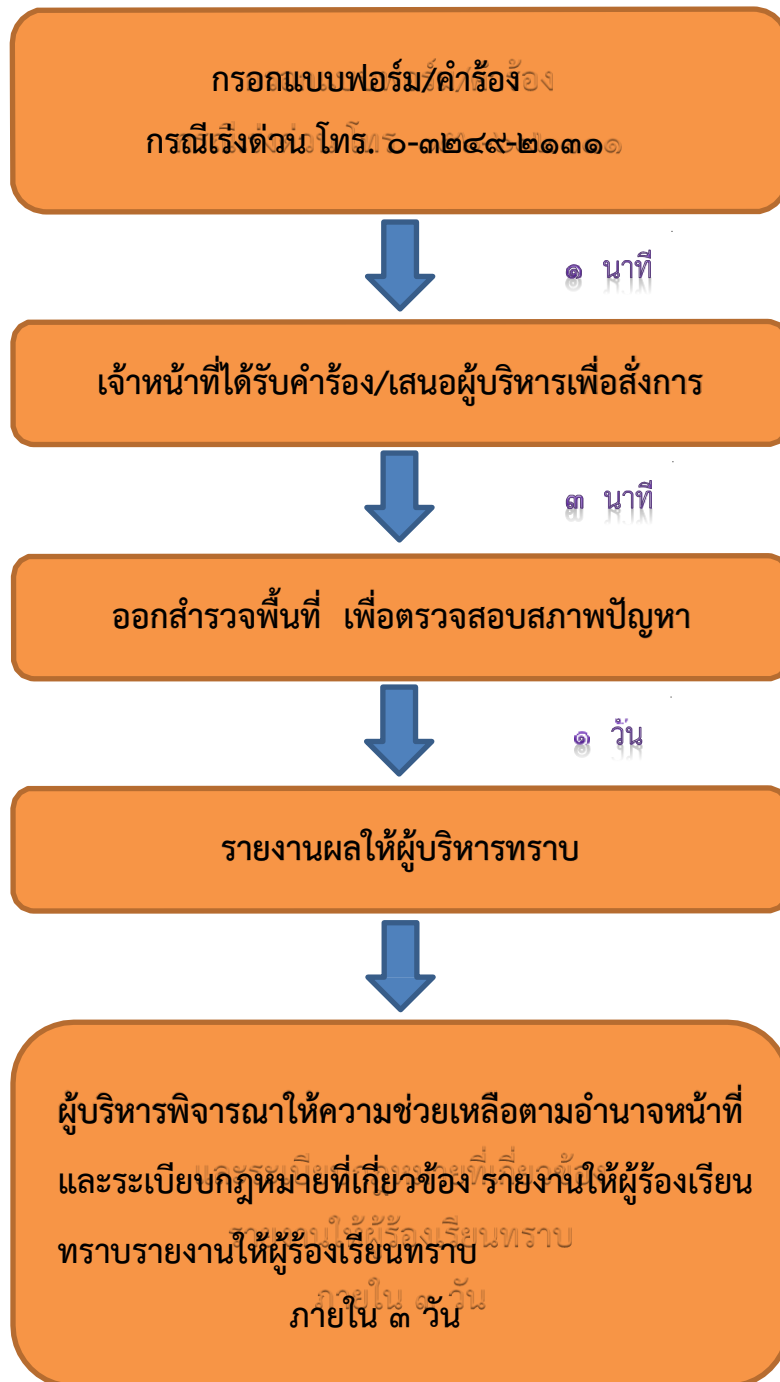 กรอกแบบฟอร์ม/คำร้อง
กรณีเร่งด่วน โทร. ๐-๓๒๔๙-๒๑๓๑
๑ นาที
เจ้าหน้าที่ได้รับคำร้อง/เสนอผู้บริหารเพื่อสั่งการ
๓ นาที
ออกสำรวจพื้นที่ เพื่อตรวจสอบสภาพปัญหา
๑ วัน
รายงานผลให้ผู้บริหารทราบ
ผู้บริหารพิจารณาให้ความช่วยเหลือตามอำนาจหน้าที่
และระเบียบกฎหมายที่เกี่ยวข้อง รายงานให้ผู้ร้องเรียน
ทราบรายงานให้ผู้ร้องเรียนทราบ
ภายใน ๓ วัน